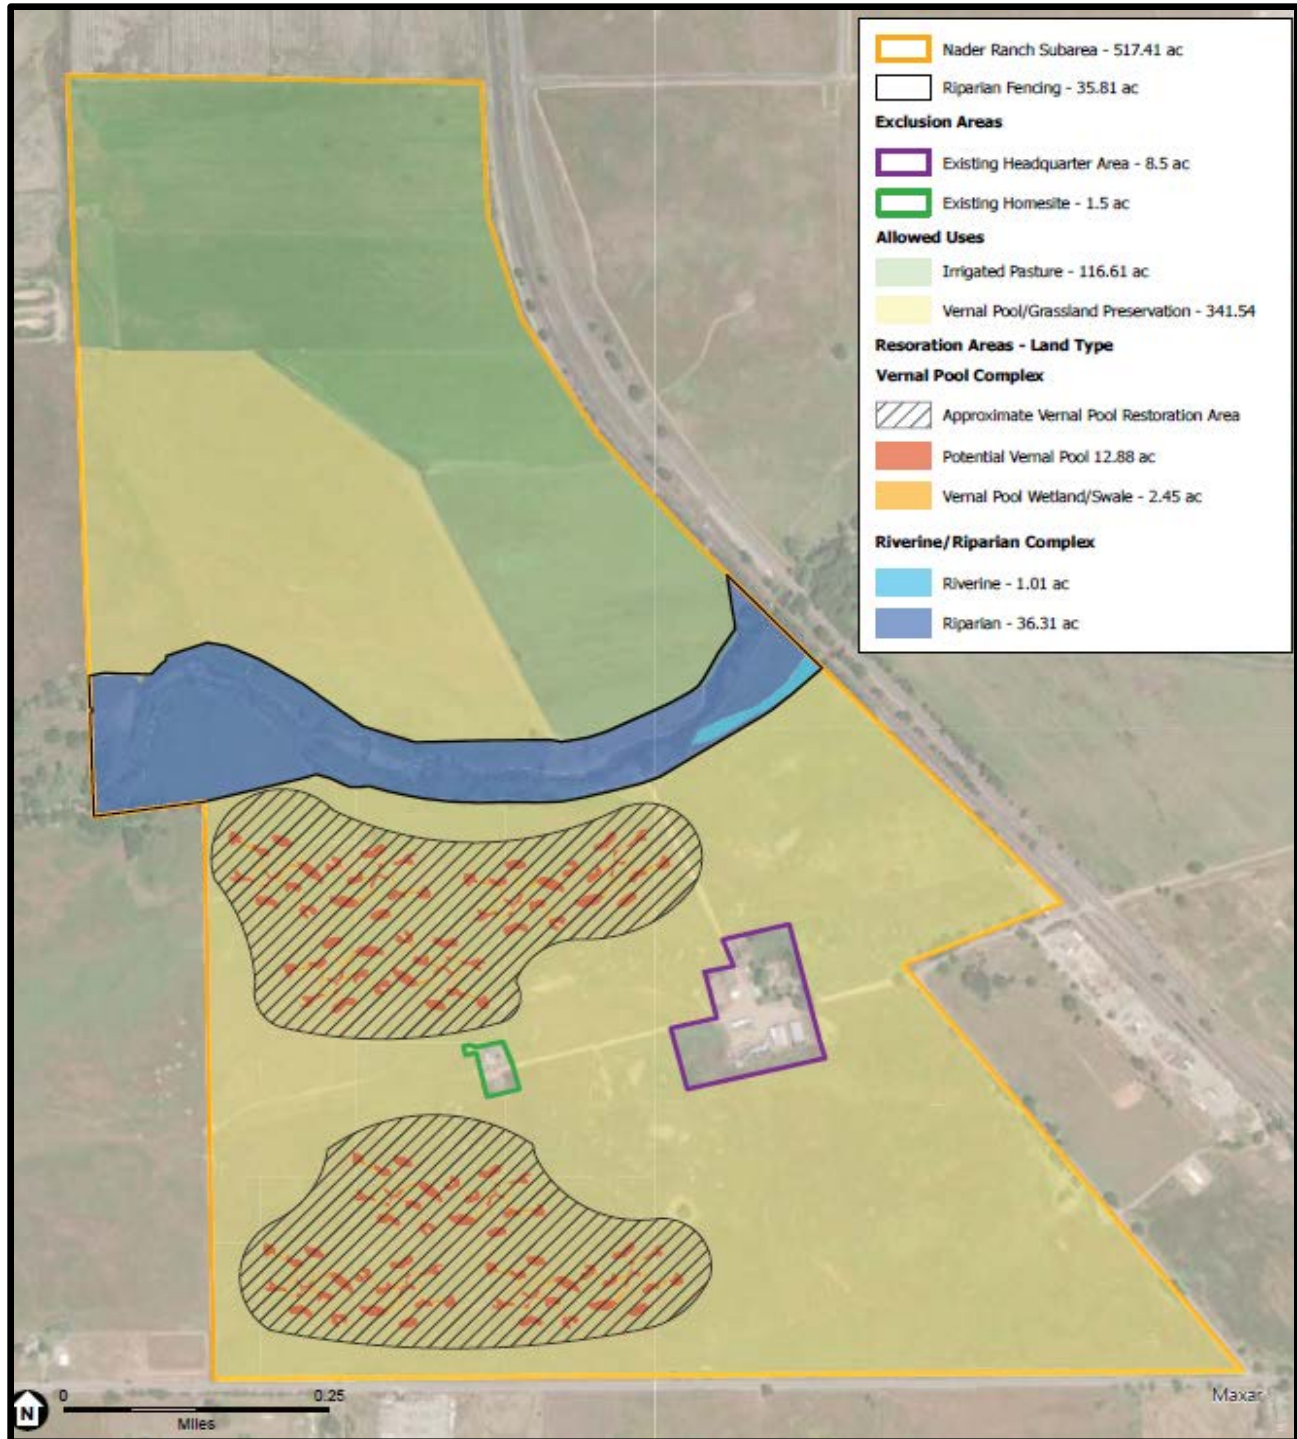 Nader Ranch Subarea - 517.41 ac
Riparian Fencing - 35.81 ac
Exclusion Areas
Existing Headquarter Area - 8.5 ac
Existing Homesite - 1.5 ac
Allowed Uses
Irrigated Pasture - 116.61 ac
Vernal Pool/Grassland Preservation - 341.54
Resoration Areas - Land Type
Vernal Pool Complex
Approximate Vernal Pool Restoration Area
Potential Vernal Pool 12.88 ac
Vernal Pool Wetland/Swale - 2.45 ac
Riverine/Riparian Complex
Riverine - 1.01 ac
Riparian - 36.31 ac
N
0 0.25
Miles
Maxar